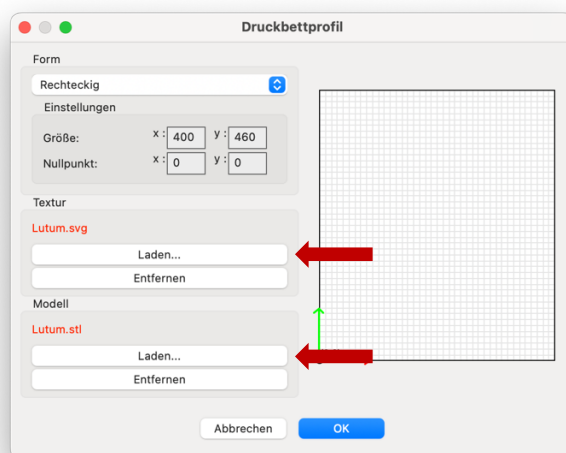 Druckbettprofil
Form
Rechteckig
Einstellungen
Größe: x : 400 y : 460
Nullpunkt: x : 0 y : 0
Textur
Lutum.svg
Laden...
Entfernen
Modell
Lutum.stl
Laden...
Entfernen
Abbrechen OK